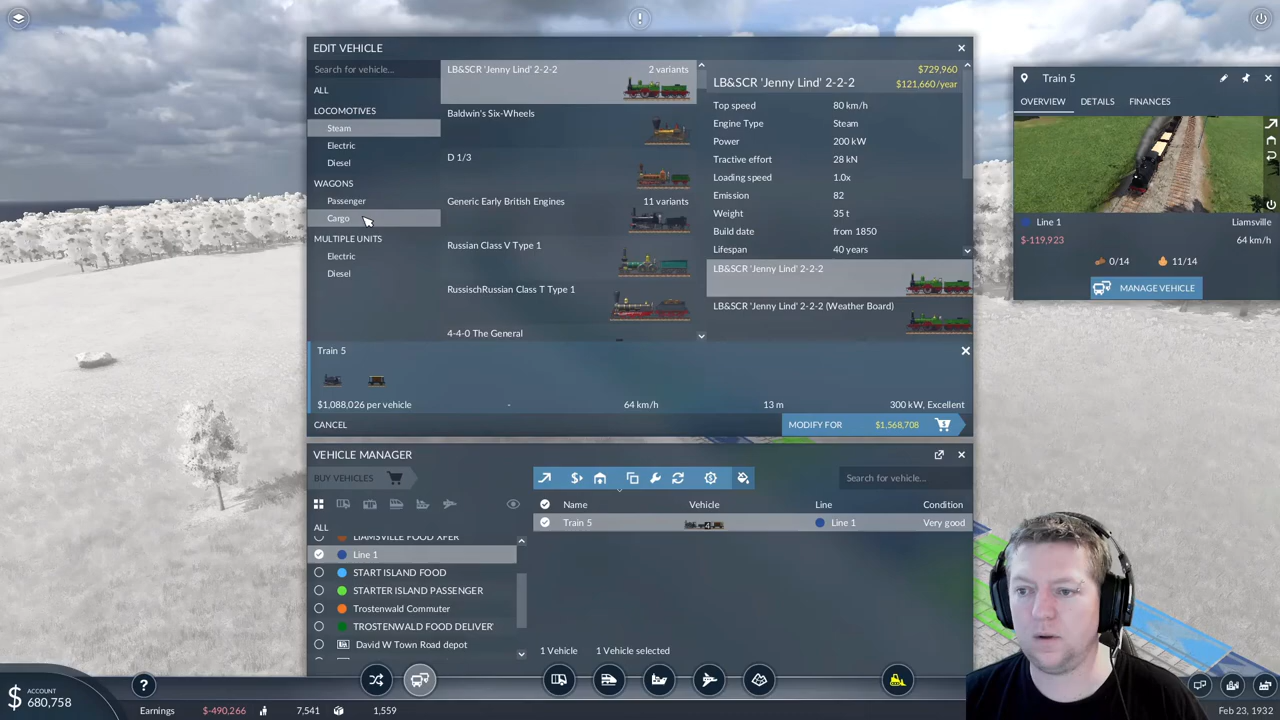 EDIT VEHICLE
Search for vehicle...
ALL
LOCOMOTIVES
Steam
Electric
Diesel
WAGONS
Passenger
Cargo
MULTIPLE UNITS
Electric
Diesel
LB&SCR 'Jenny Lind' 2-2-2
2 variants
Baldwin's Six-Wheels
D 1/3
Generic Early British Engines
11 variants
Russian Class V Type 1
RussischRussian Class T Type 1
4-4-0 The General
$729,960
LB&SCR 'Jenny Lind' 2-2-2
$121,660/year
Top speed 80 km/h
Engine Type Steam
Power 200 kW
Tractive effort 28 kN
Loading speed 1.0x
Emission 82
Weight 35 t
Build date from 1850
Lifespan 40 years
LB&SCR 'Jenny Lind' 2-2-2
LB&SCR 'Jenny Lind' 2-2-2 (Weather Board)
Train 5
$1,088,026 per vehicle - 64 km/h 13 m 300 kW, Excellent
CANCEL
MODIFY FOR $1,568,708
VEHICLE MANAGER
BUY VEHICLES
Search for vehicle...
ALL
LIAMSVILLE FOOD XFER
Line 1
START ISLAND FOOD
STARTER ISLAND PASSENGER
Trostenwald Commuter
TROSTENWALD FOOD DELIVER
David W Town Road depot
Name Vehicle Line Condition
Train 5 Line 1 Very good
1 Vehicle 1 Vehicle selected
Train 5
OVERVIEW DETAILS FINANCES
Line 1 Liamsville
$-119,923 64 km/h
0/14 11/14
MANAGE VEHICLE
$ ACCOUNT
680,758
?
Earnings $-490,266 7,541 1,559
Feb 23, 1932